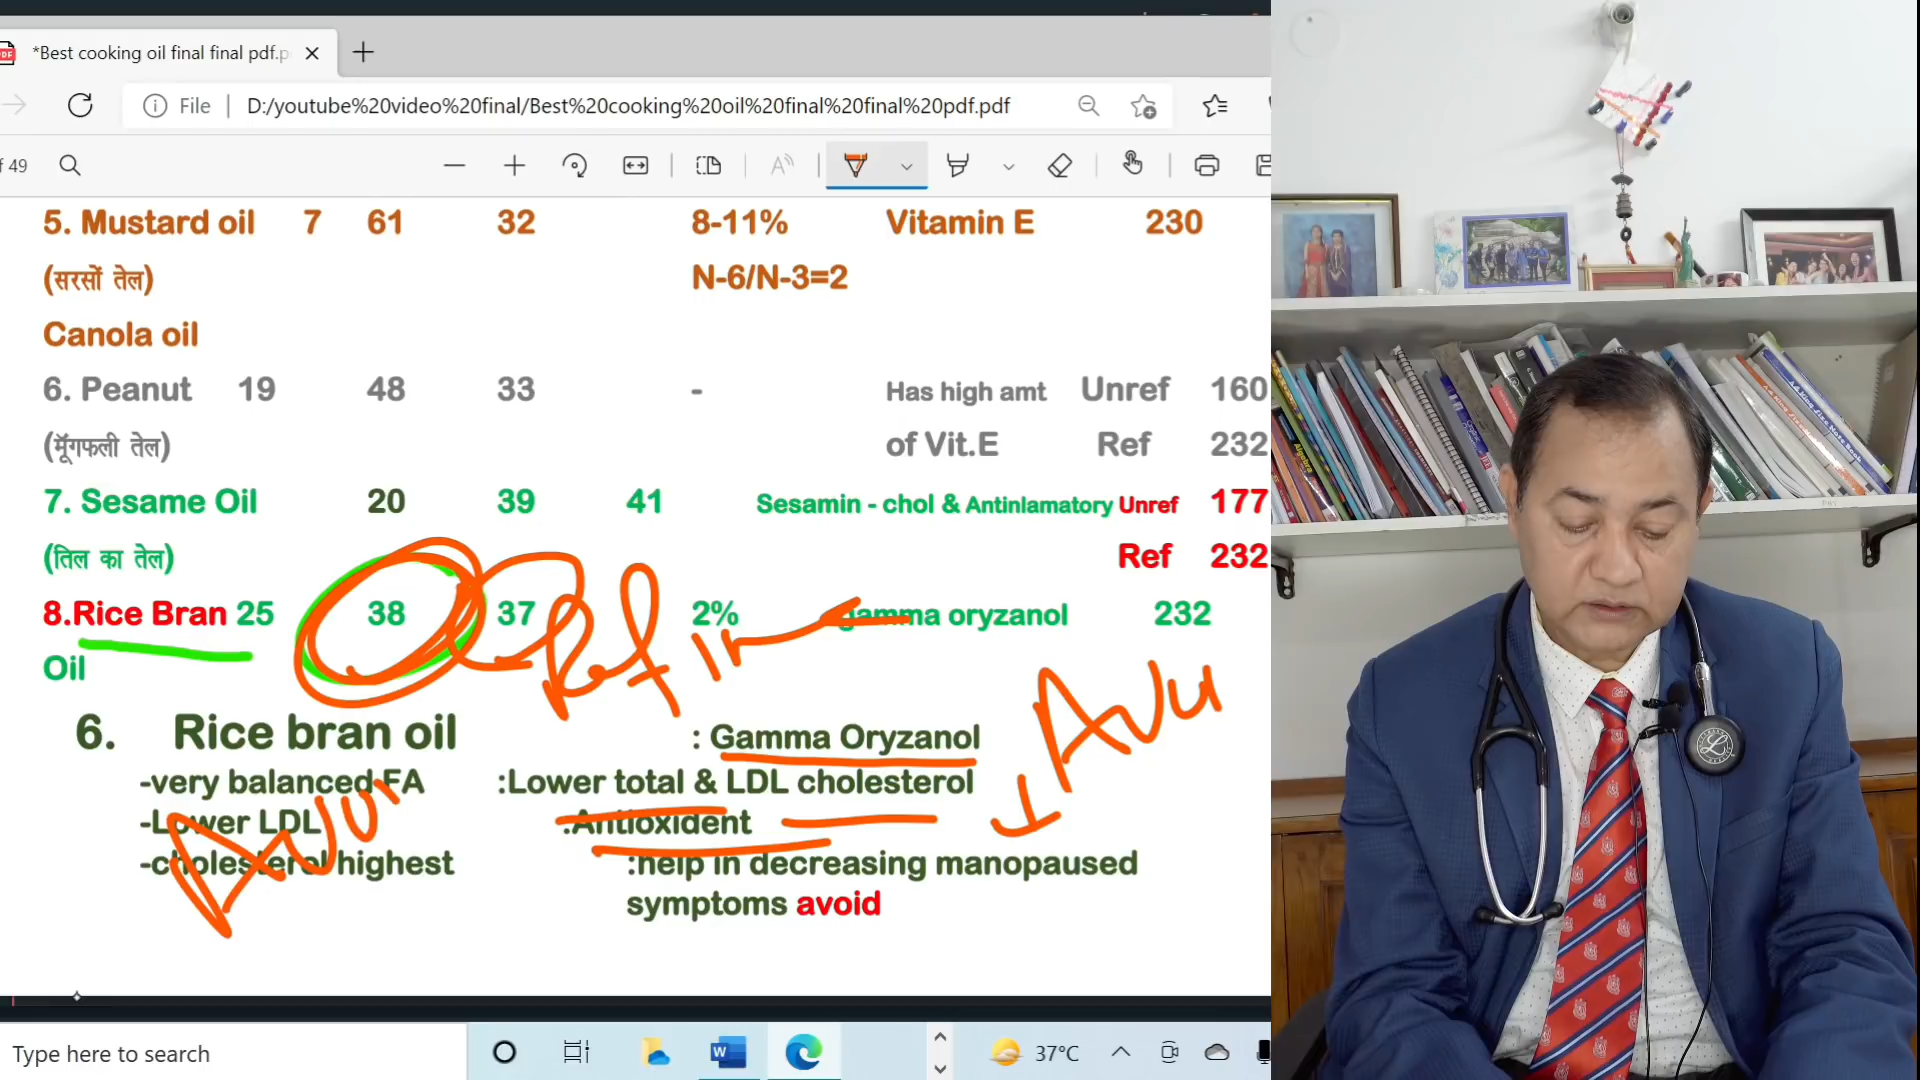 *Best cooking oil final final pdf.p
File D:/youtube%20video%20final/Best%20cooking%20oil%20final%20final%20pdf.pdf
f 49
5. Mustard oil 7 61 32 8-11% Vitamin E 230
(सरसों तेल) N-6/N-3=2
Canola oil
6. Peanut 19 48 33 - Has high amt Unref 160
(मूॅंगफली तेल) of Vit.E Ref 232
7. Sesame Oil 20 39 41 Sesamin - chol & Antinlamatory Unref 177
(तिल का तेल) Ref 232
8.Rice Bran 25 38 37 2% gamma oryzanol 232
Oil
Refin
6. Rice bran oil : Gamma Oryzanol
-very balanced FA :Lower total & LDL cholesterol
-Lower LDL :Antioxident
-cholesterol highest :help in decreasing manopaused
symptoms avoid
Type here to search
37°C